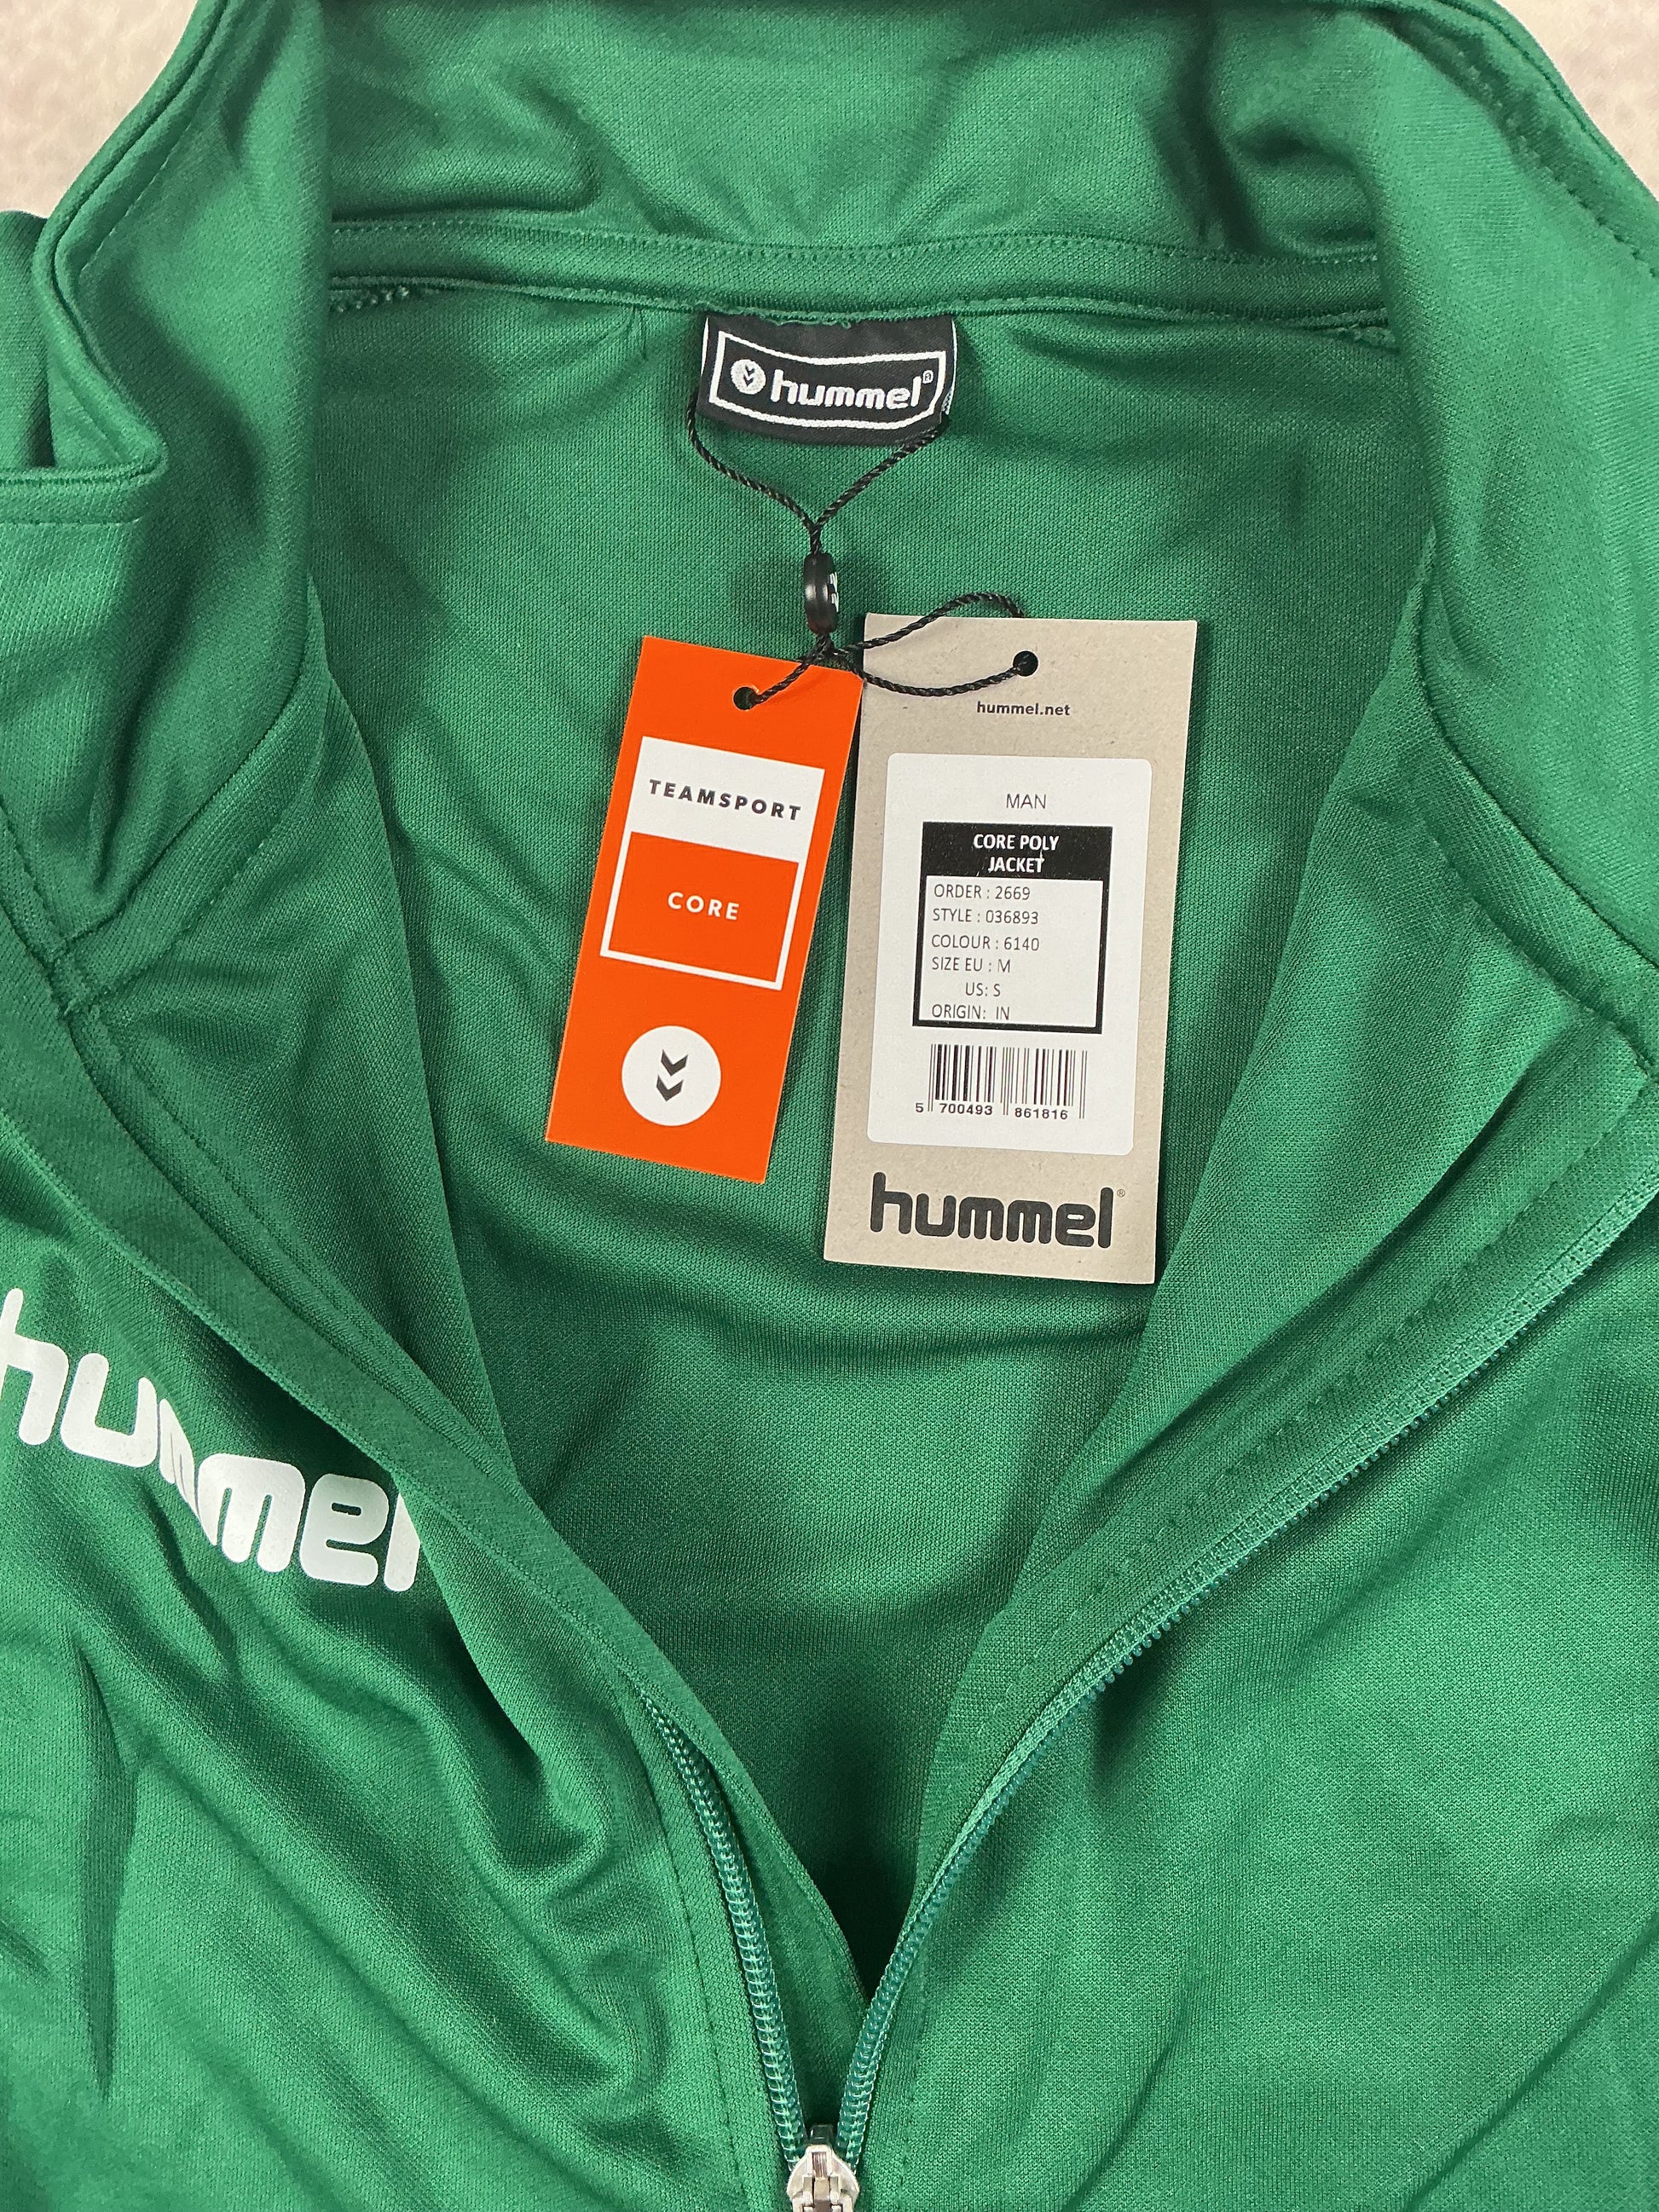 hummel®
hummel.net
TEAMSPORT
CORE
MAN
CORE POLY
JACKET
ORDER : 2669
STYLE : 036893
COLOUR : 6140
SIZE EU : M
US: S
ORIGIN: IN
5 700493 861816
hummel®
hummel